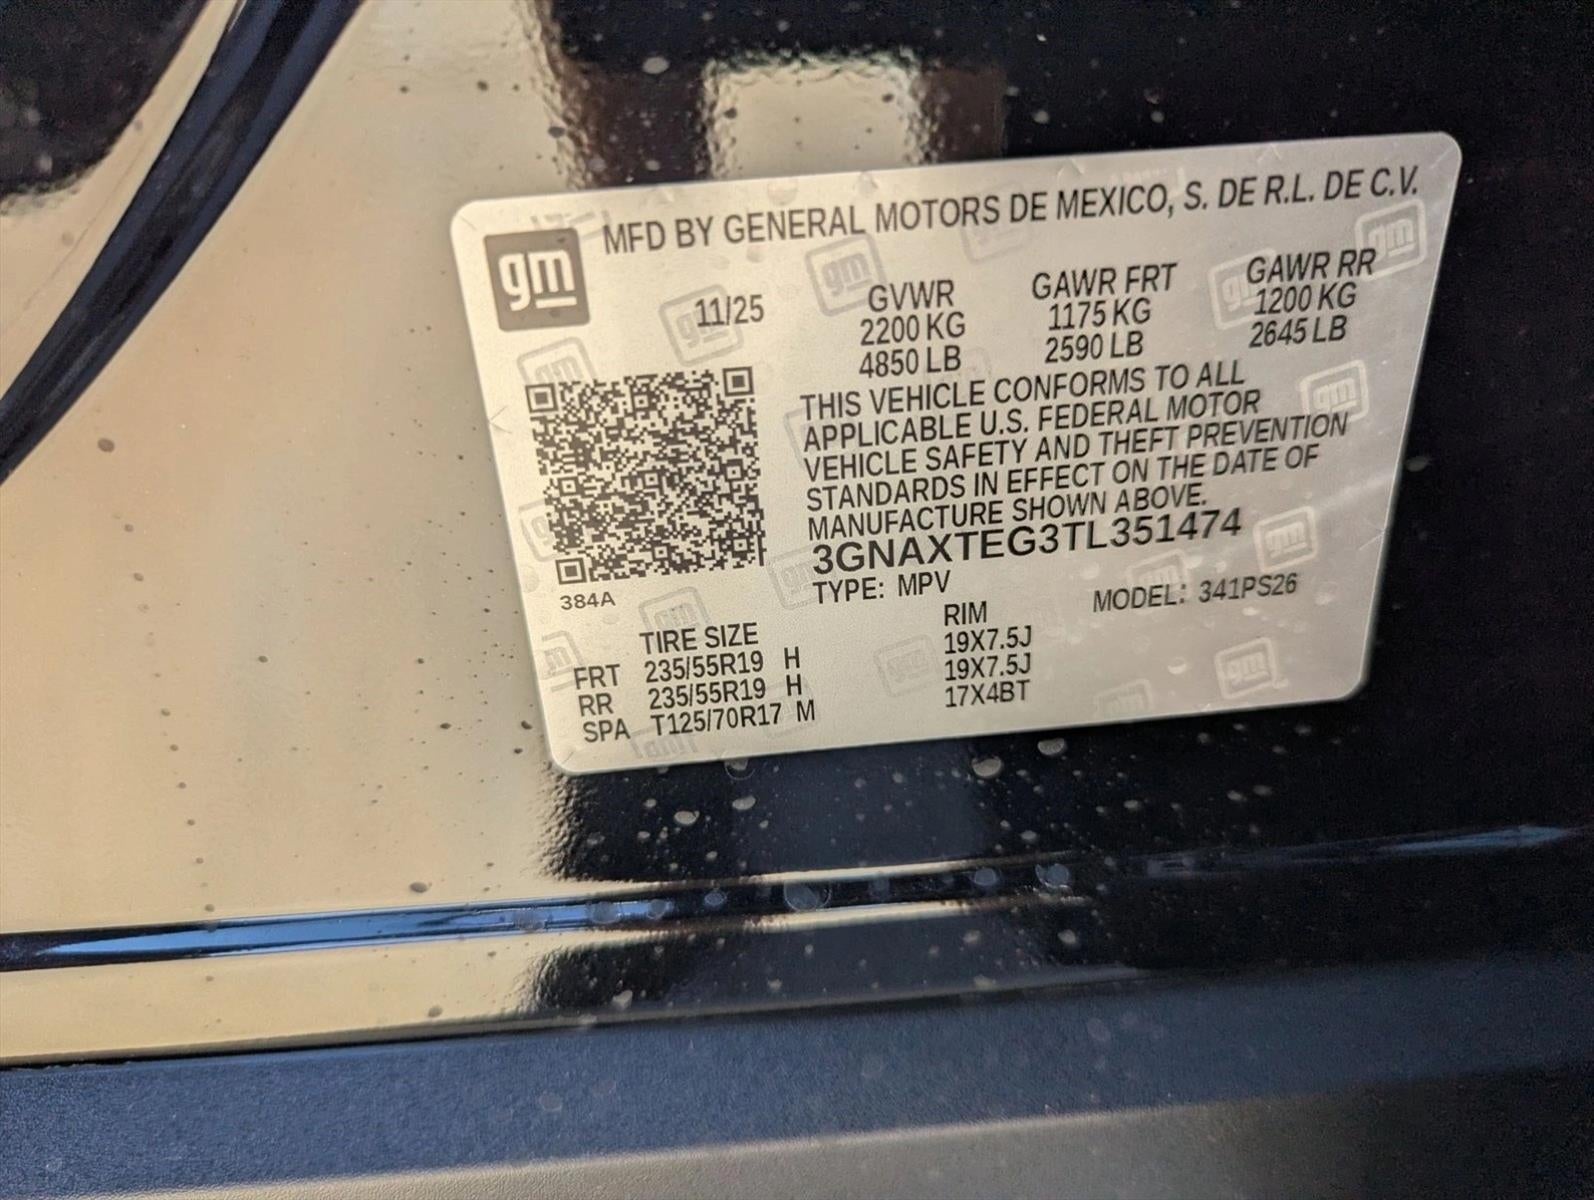 gm
MFD BY GENERAL MOTORS DE MEXICO, S. DE R.L. DE C.V.
11/25
GVWR
2200 KG
4850 LB
GAWR FRT
1175 KG
2590 LB
GAWR RR
1200 KG
2645 LB
THIS VEHICLE CONFORMS TO ALL
APPLICABLE U.S. FEDERAL MOTOR
VEHICLE SAFETY AND THEFT PREVENTION
STANDARDS IN EFFECT ON THE DATE OF
MANUFACTURE SHOWN ABOVE.
3GNAXTEG3TL351474
TYPE: MPV
MODEL: 341PS26
384A
TIRE SIZE RIM
FRT 235/55R19 H 19X7.5J
RR 235/55R19 H 19X7.5J
SPA T125/70R17 M 17X4BT